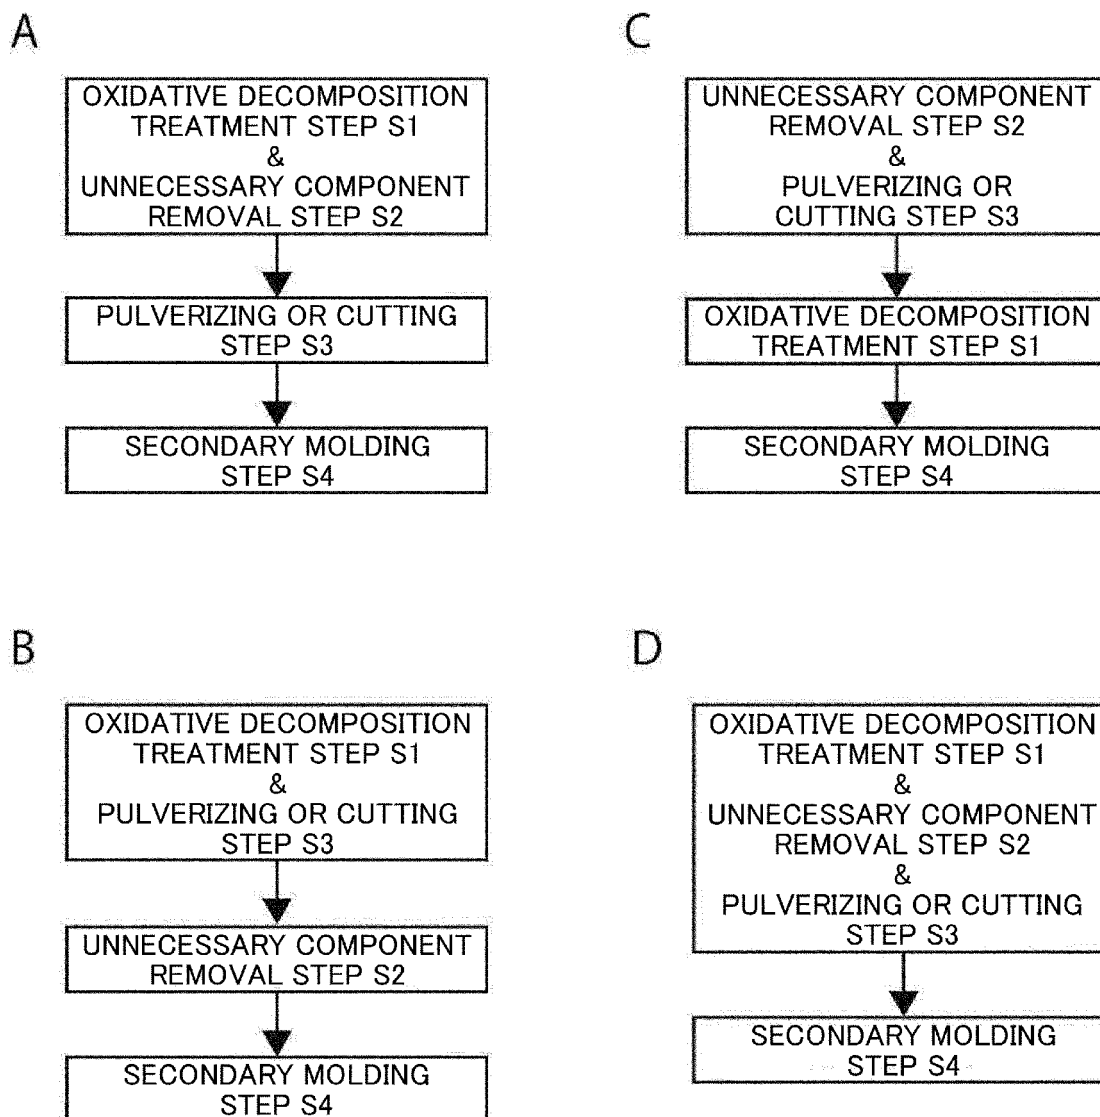 A
OXIDATIVE DECOMPOSITION
TREATMENT STEP S1
&
UNNECESSARY COMPONENT
REMOVAL STEP S2
PULVERIZING OR CUTTING
STEP S3
SECONDARY MOLDING
STEP S4
C
UNNECESSARY COMPONENT
REMOVAL STEP S2
&
PULVERIZING OR
CUTTING STEP S3
OXIDATIVE DECOMPOSITION
TREATMENT STEP S1
SECONDARY MOLDING
STEP S4
B
OXIDATIVE DECOMPOSITION
TREATMENT STEP S1
&
PULVERIZING OR CUTTING
STEP S3
UNNECESSARY COMPONENT
REMOVAL STEP S2
SECONDARY MOLDING
STEP S4
D
OXIDATIVE DECOMPOSITION
TREATMENT STEP S1
&
UNNECESSARY COMPONENT
REMOVAL STEP S2
&
PULVERIZING OR CUTTING
STEP S3
SECONDARY MOLDING
STEP S4